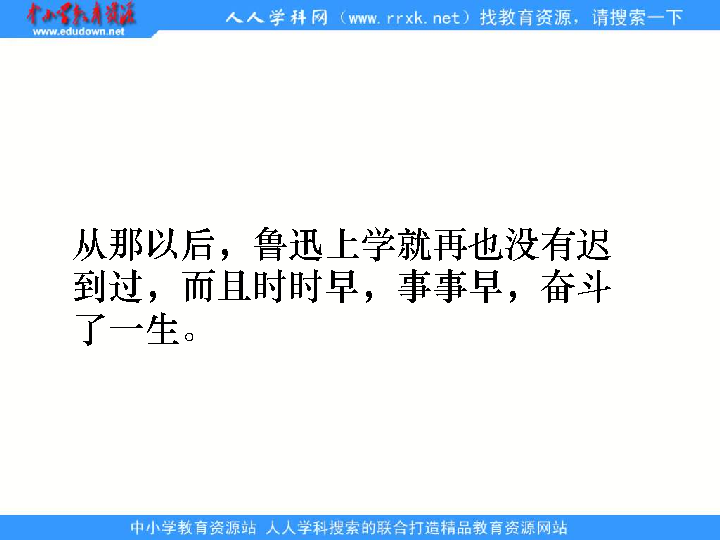 中小学教育资源
www.edudown.net
人人学科网（www.rrxk.net）找教育资源，请搜索一下
从那以后，鲁迅上学就再也没有迟
到过，而且时时早，事事早，奋斗
了一生。
中小学教育资源站 人人学科搜索的联合打造精品教育资源网站